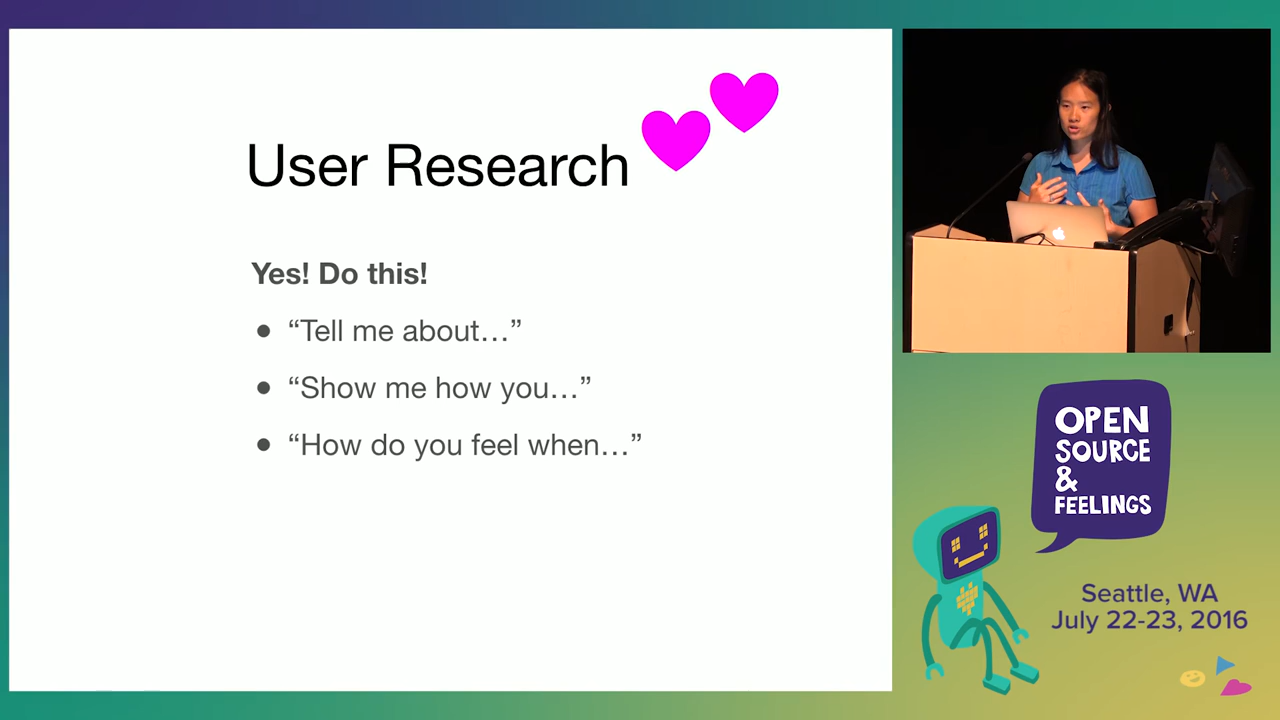 User Research
Yes! Do this!
● “Tell me about…”
● “Show me how you…”
● “How do you feel when…”
OPEN
SOURCE
&
FEELINGS
Seattle, WA
July 22-23, 2016